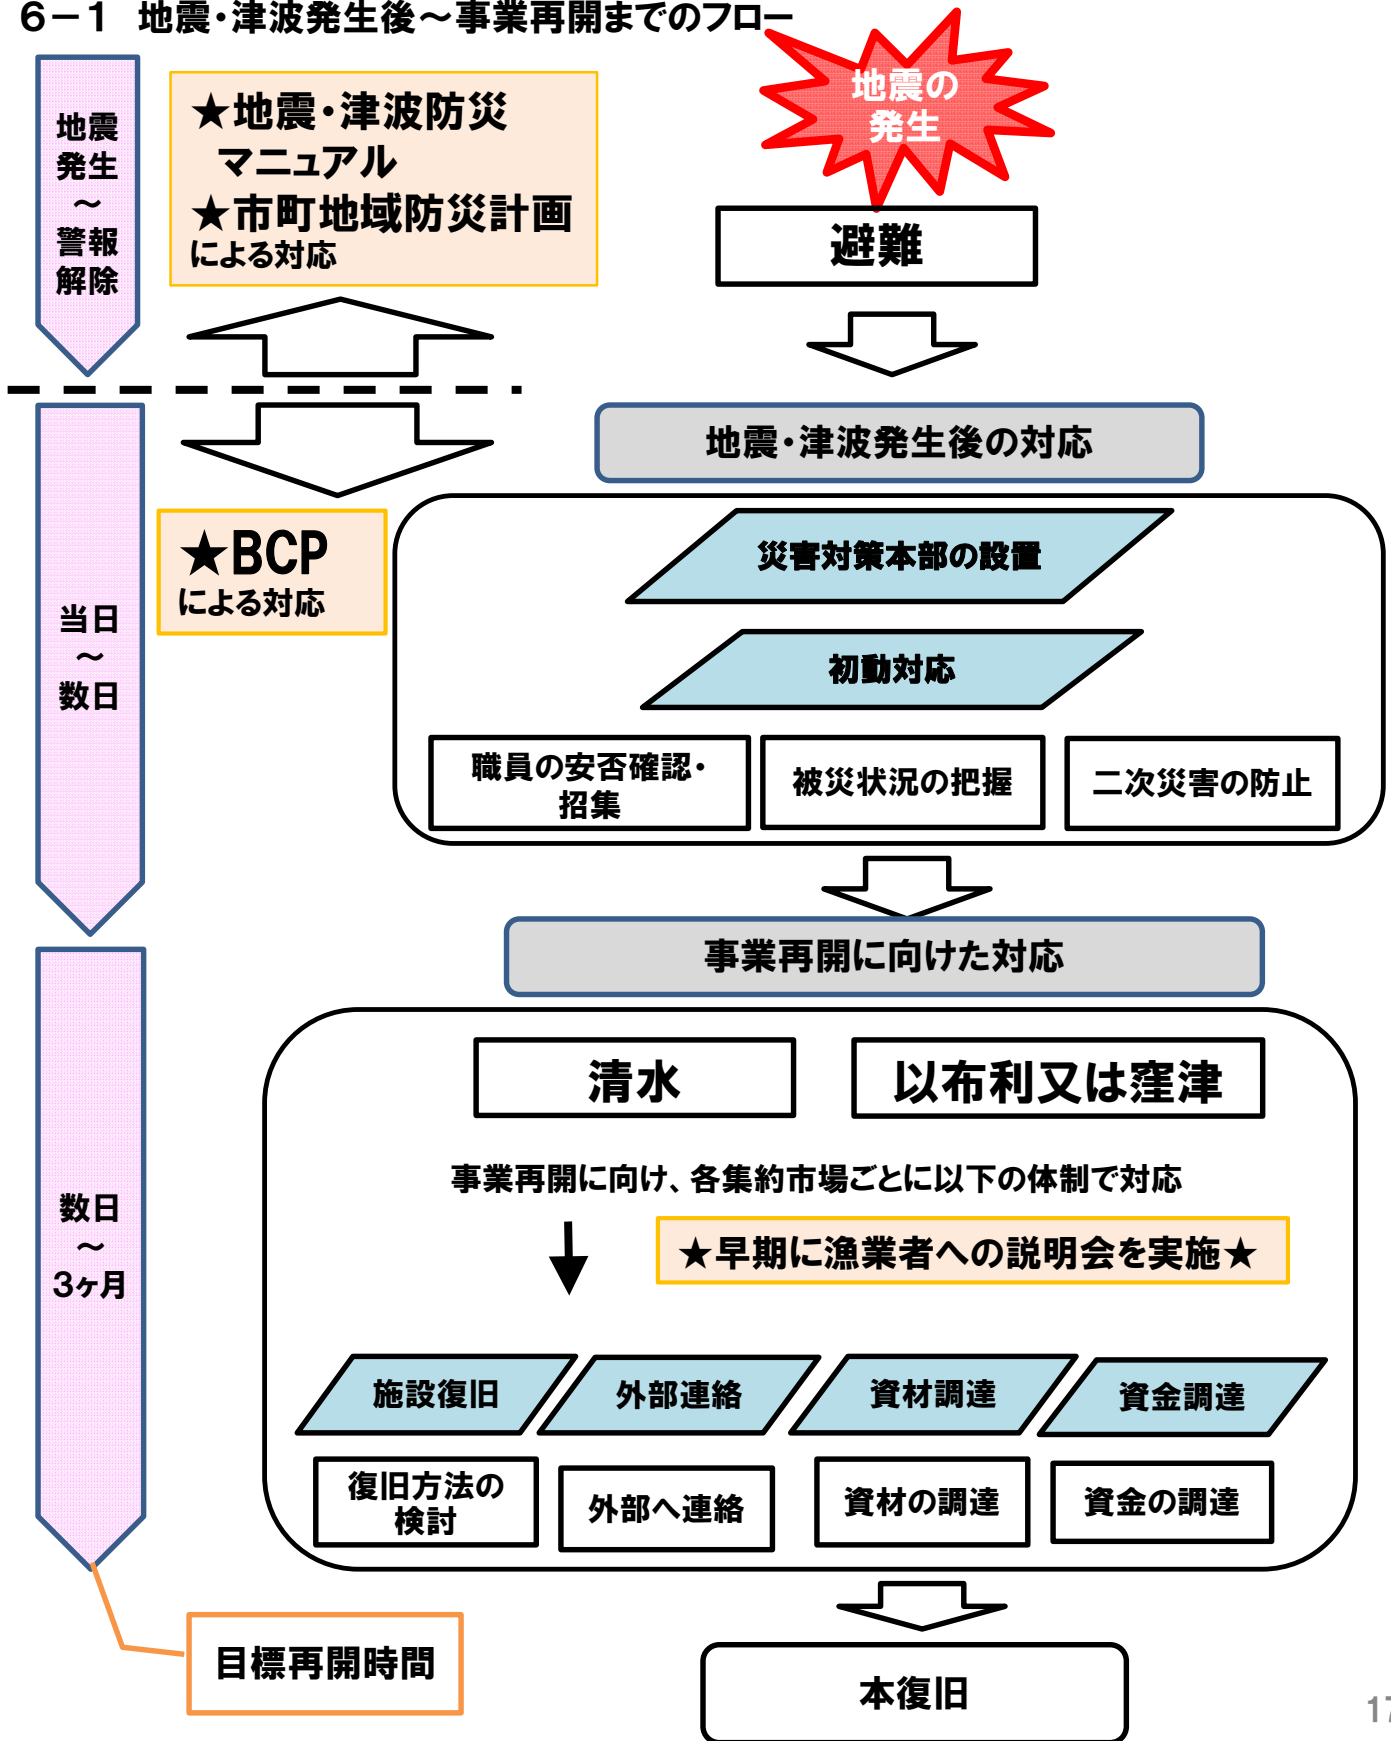 6－1 地震・津波発生後～事業再開までのフロー
地震の
発生
地震
発生
～
警報
解除
★地震・津波防災
マニュアル
★市町地域防災計画
による対応
避難
地震・津波発生後の対応
当日
～
数日
★BCP
による対応
災害対策本部の設置
初動対応
職員の安否確認・
招集
被災状況の把握
二次災害の防止
事業再開に向けた対応
数日
～
3ヶ月
清水
以布利又は窪津
事業再開に向け、各集約市場ごとに以下の体制で対応
★早期に漁業者への説明会を実施★
施設復旧
外部連絡
資材調達
資金調達
復旧方法の
検討
外部へ連絡
資材の調達
資金の調達
目標再開時間
本復旧
17